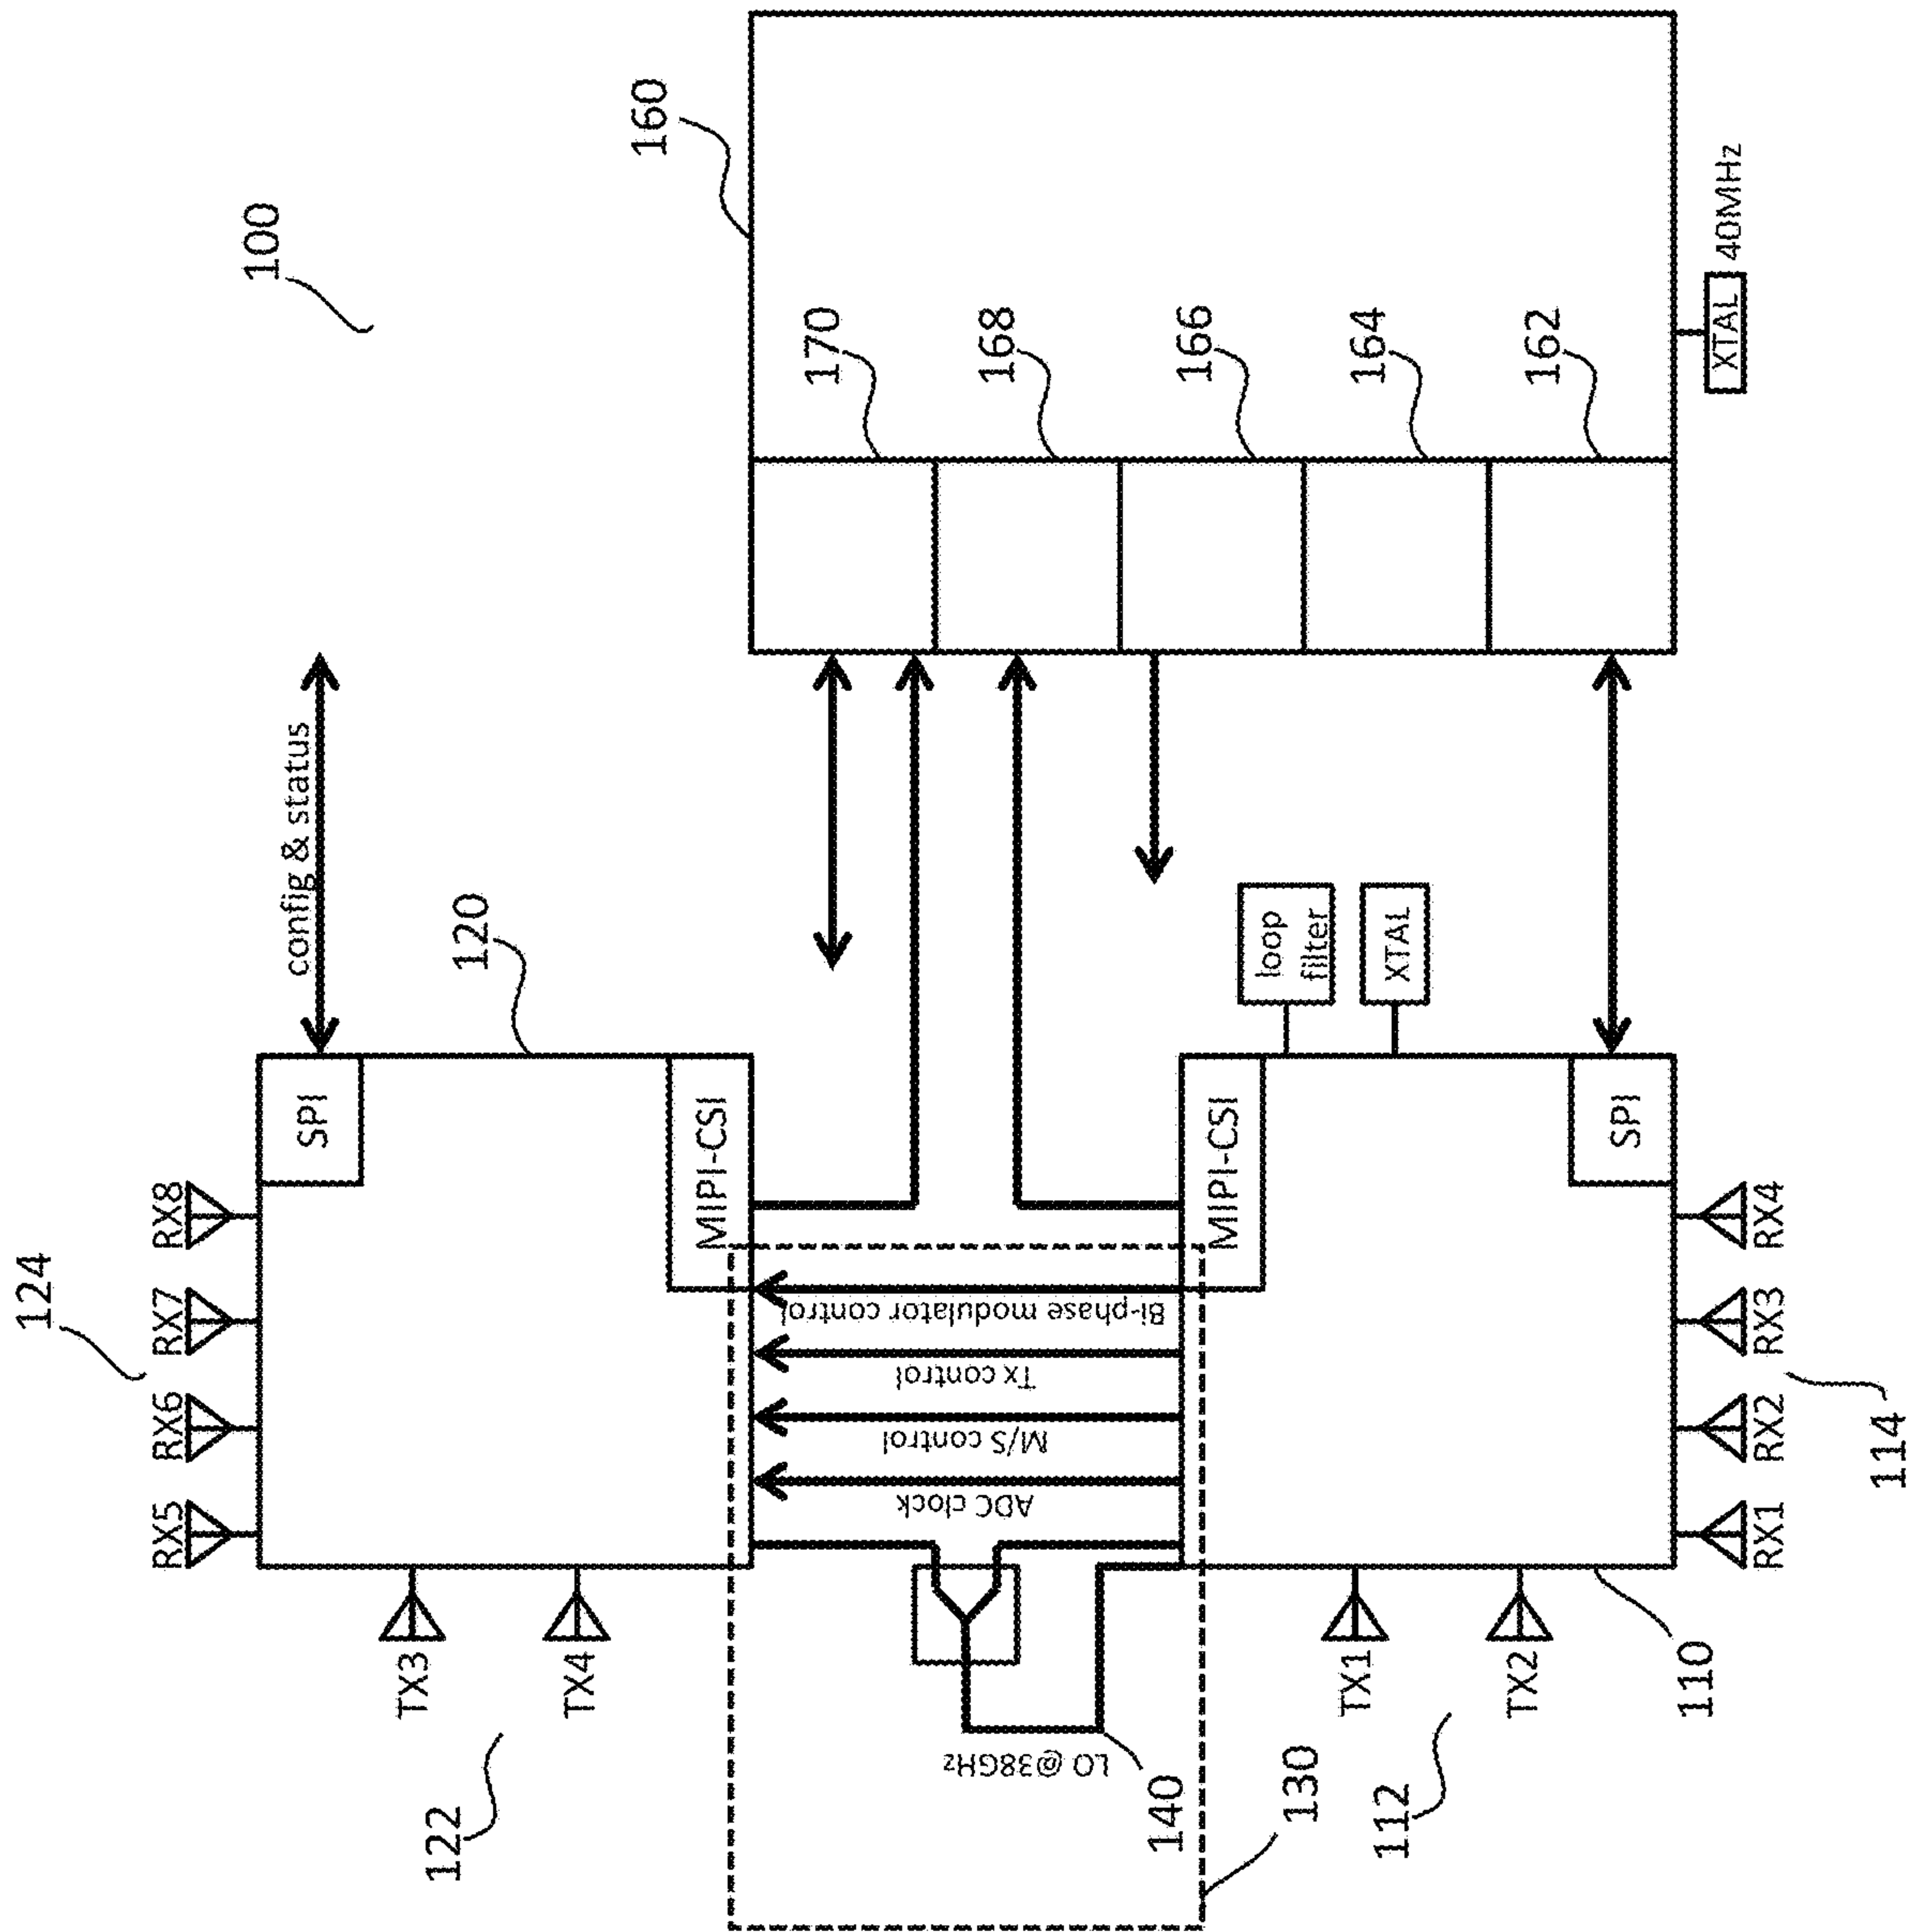 100
160
170
168
166
164
162
XTAL
40MHz
config & status
120
SPI
MIPI-CSI
RX5
RX6
RX7
RX8
124
TX3
TX4
122
Bi-phase modulator control
Tx control
M/S control
ADC clock
LO @38GHz
140
130
loop
filter
XTAL
MIPI-CSI
SPI
TX1
TX2
112
110
RX1
RX2
RX3
RX4
114